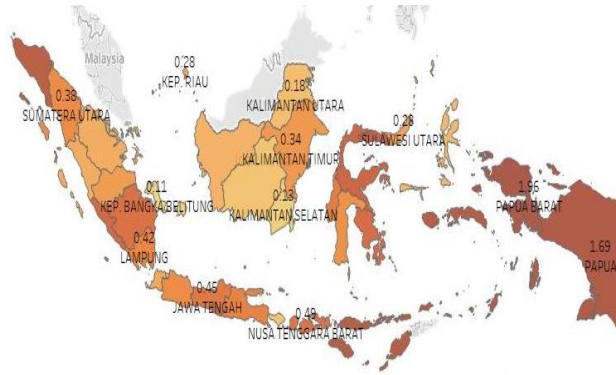 Malaysia
0.28
KEP. RIAU
0.38
SUMATERA UTARA
0.18
KALIMANTAN UTARA
0.28
SULAWESI UTARA
0.34
KALIMANTAN TIMUR
0.11
KEP. BANGKA BELITUNG
0.13
KALIMANTAN SELATAN
1.96
PAPUA BARAT
0.42
LAMPUNG
1.69
PAPUA
0.45
JAWA TENGAH
0.49
NUSA TENGGARA BARAT